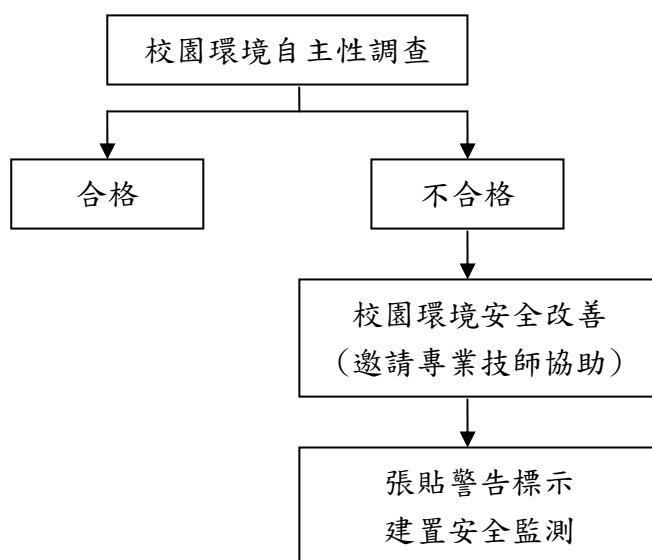 校園環境自主性調查
合格
不合格
校園環境安全改善
（邀請專業技師協助）
張貼警告標示
建置安全監測